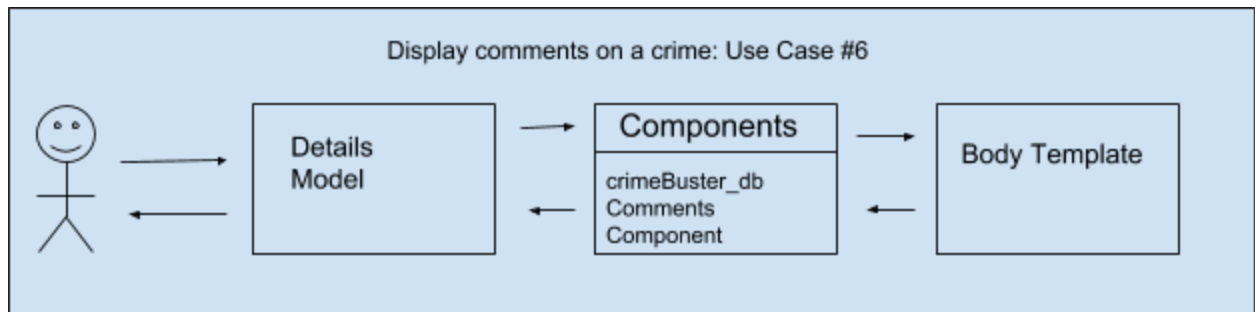 Display comments on a crime: Use Case #6
Details
Model
Components
crimeBuster_db
Comments
Component
Body Template